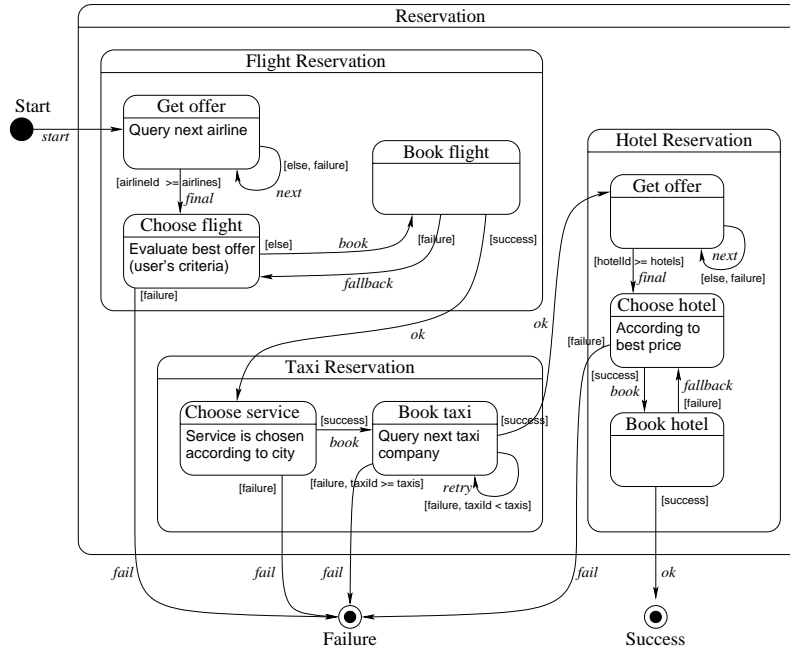 Reservation
Flight Reservation
Start
start
Get offer
Query next airline
[else, failure]
next
[airlineId >= airlines]
final
Book flight
Choose flight
Evaluate best offer
(user's criteria)
[else]
book
[failure]
[success]
fallback
[failure]
ok
Hotel Reservation
Get offer
next
[hotelId >= hotels]
[else, failure]
final
Choose hotel
According to
best price
[failure]
[success]
book
fallback
[failure]
Book hotel
[success]
ok
Taxi Reservation
Choose service
Service is chosen
according to city
[success]
book
Book taxi
Query next taxi
company
[success]
[failure]
[failure, taxiId >= taxis]
retry
[failure, taxiId < taxis]
fail
fail
fail
fail
ok
Failure
Success